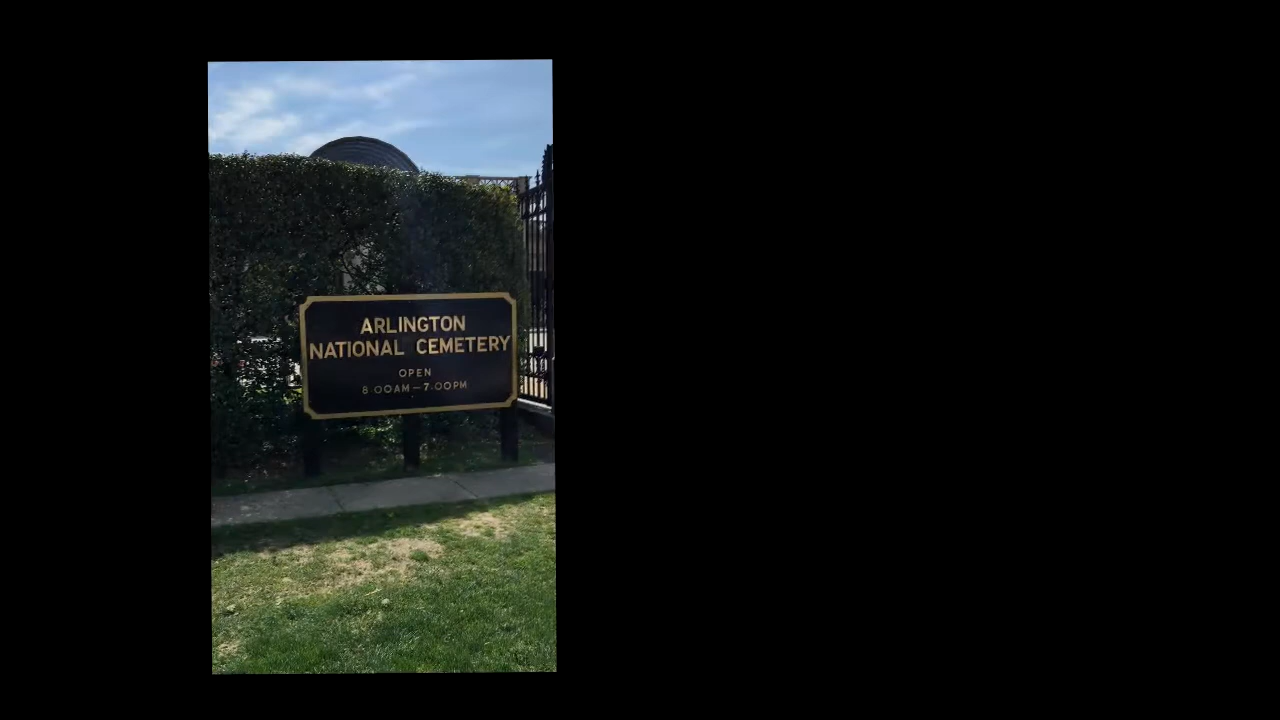 ARLINGTON
NATIONAL CEMETERY
OPEN
8:00AM—7:00PM